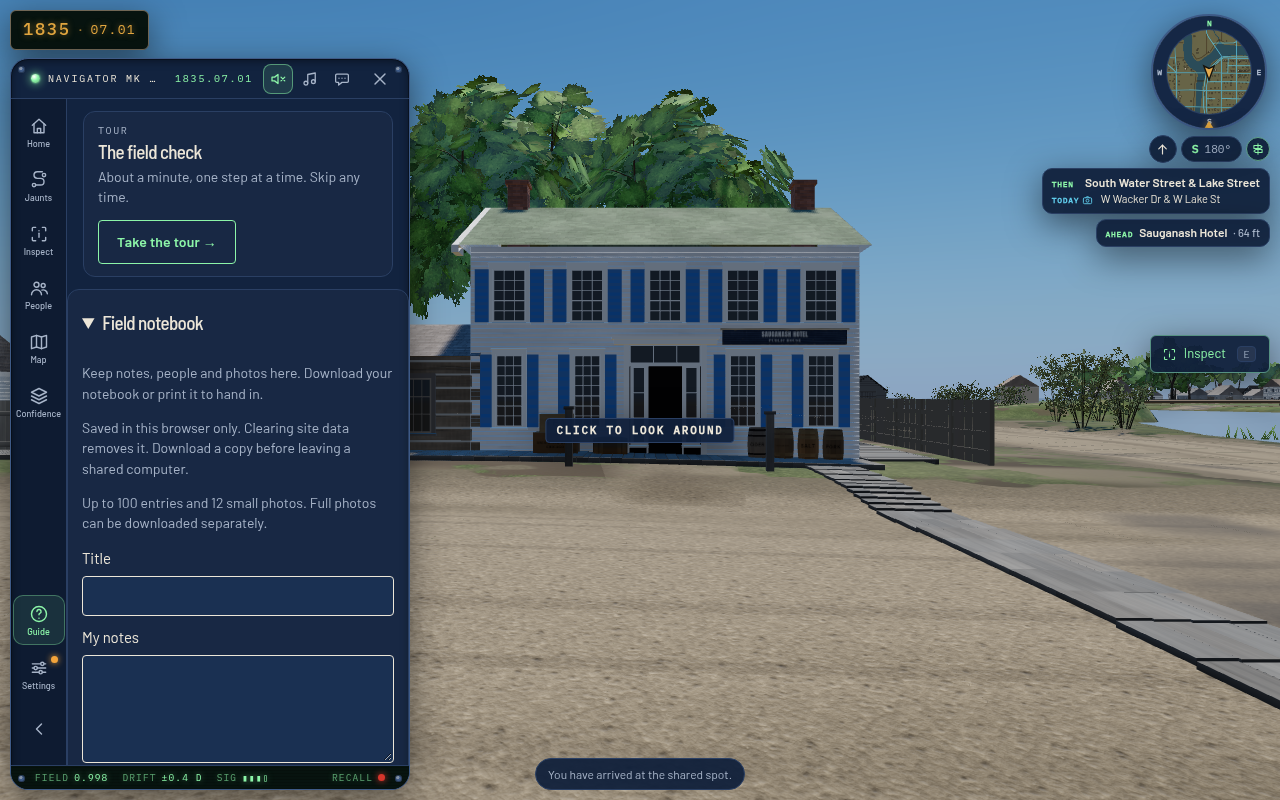 1835 · 07.01
NAVIGATOR MK …
1835.07.01
Home
Jaunts
Inspect
People
Map
Confidence
Guide
Settings
TOUR
The field check
About a minute, one step at a time. Skip any
time.
Take the tour →
Field notebook
Keep notes, people and photos here. Download your
notebook or print it to hand in.
Saved in this browser only. Clearing site data
removes it. Download a copy before leaving a
shared computer.
Up to 100 entries and 12 small photos. Full photos
can be downloaded separately.
Title
My notes
FIELD 0.998 DRIFT ±0.4 D SIG
RECALL
SAUGANASH HOTEL
CLICK TO LOOK AROUND
You have arrived at the shared spot.
N
W
E
S
S 180°
THEN South Water Street & Lake Street
TODAY W Wacker Dr & W Lake St
AHEAD Sauganash Hotel · 64 ft
Inspect E